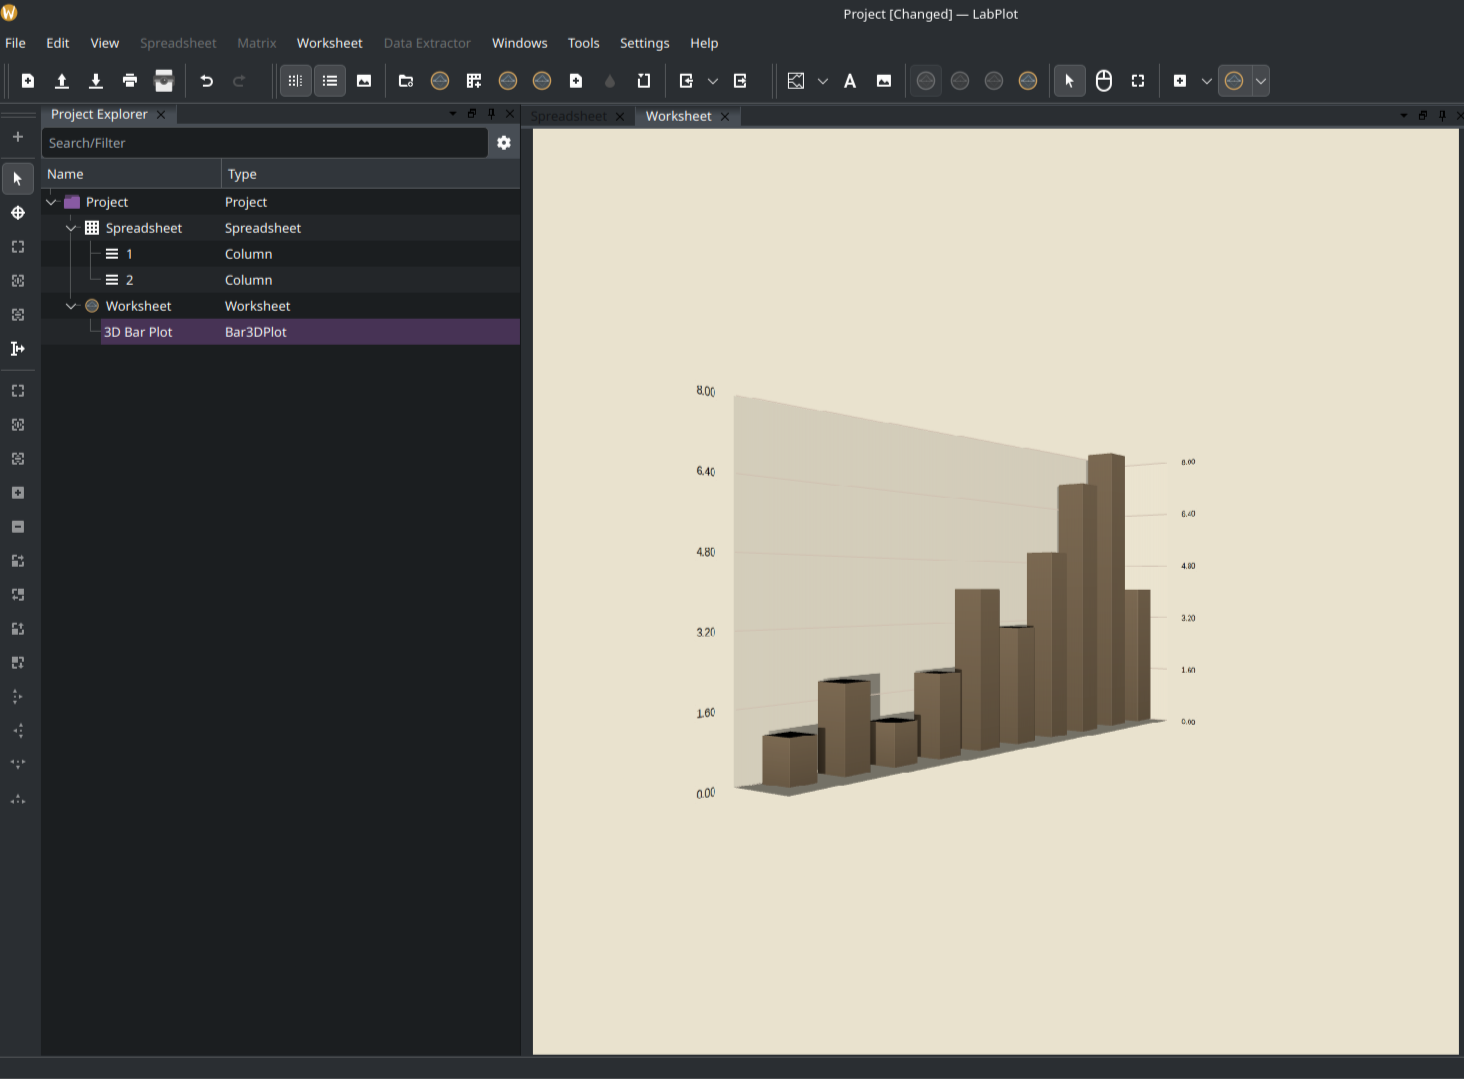 Project [Changed] — LabPlot
File Edit View Spreadsheet Matrix Worksheet Data Extractor Windows Tools Settings Help
Project Explorer
Spreadsheet Worksheet
Search/Filter
Name Type
Project Project
Spreadsheet Spreadsheet
1 Column
2 Column
Worksheet Worksheet
3D Bar Plot Bar3DPlot
8.00
6.40
4.80
3.20
1.60
0.00
8.00
6.40
4.80
3.20
1.60
0.00